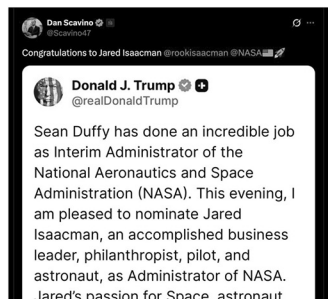 Dan Scavino
@Scavino47
Congratulations to Jared Isaacman @rookisaacman @NASA🇺🇸🚀
Donald J. Trump
@realDonaldTrump
Sean Duffy has done an incredible job
as Interim Administrator of the
National Aeronautics and Space
Administration (NASA). This evening, I
am pleased to nominate Jared
Isaacman, an accomplished business
leader, philanthropist, pilot, and
astronaut, as Administrator of NASA.
Jared's passion for Space, astronaut